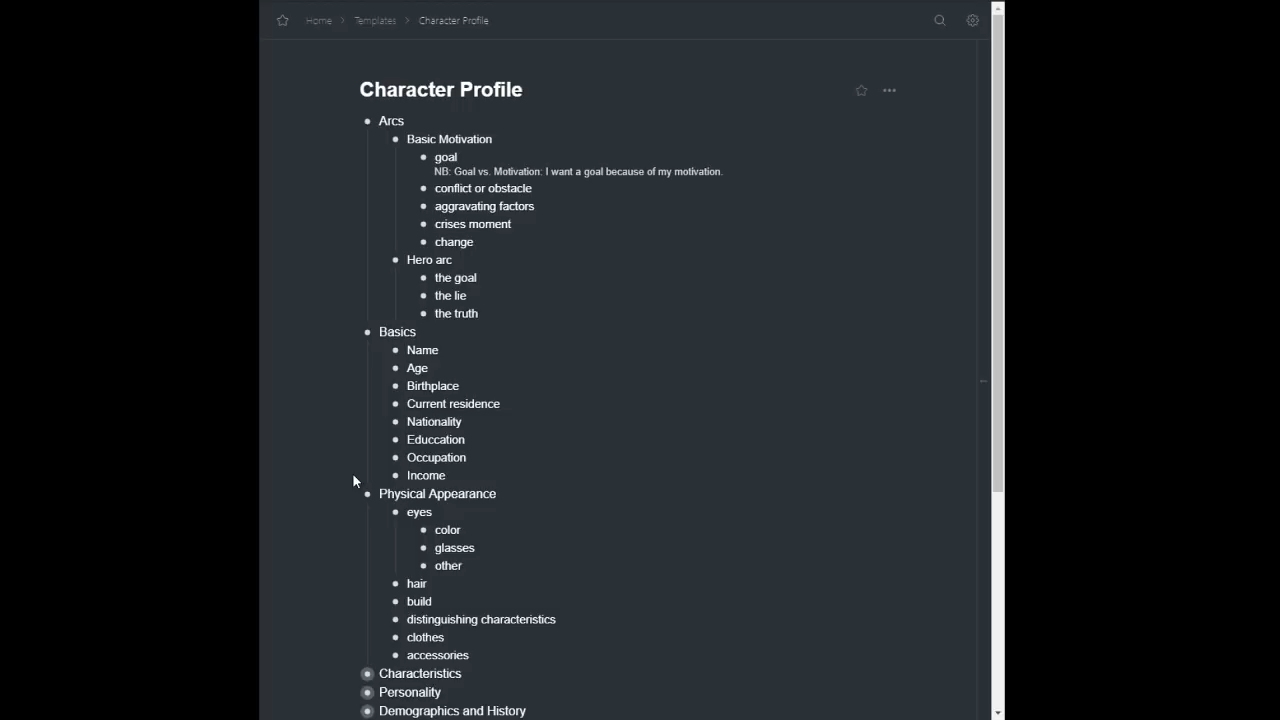 Home > Templates > Character Profile
Character Profile
Arcs
Basic Motivation
goal
NB: Goal vs. Motivation: I want a goal because of my motivation.
conflict or obstacle
aggravating factors
crises moment
change
Hero arc
the goal
the lie
the truth
Basics
Name
Age
Birthplace
Current residence
Nationality
Educcation
Occupation
Income
Physical Appearance
eyes
color
glasses
other
hair
build
distinguishing characteristics
clothes
accessories
Characteristics
Personality
Demographics and History